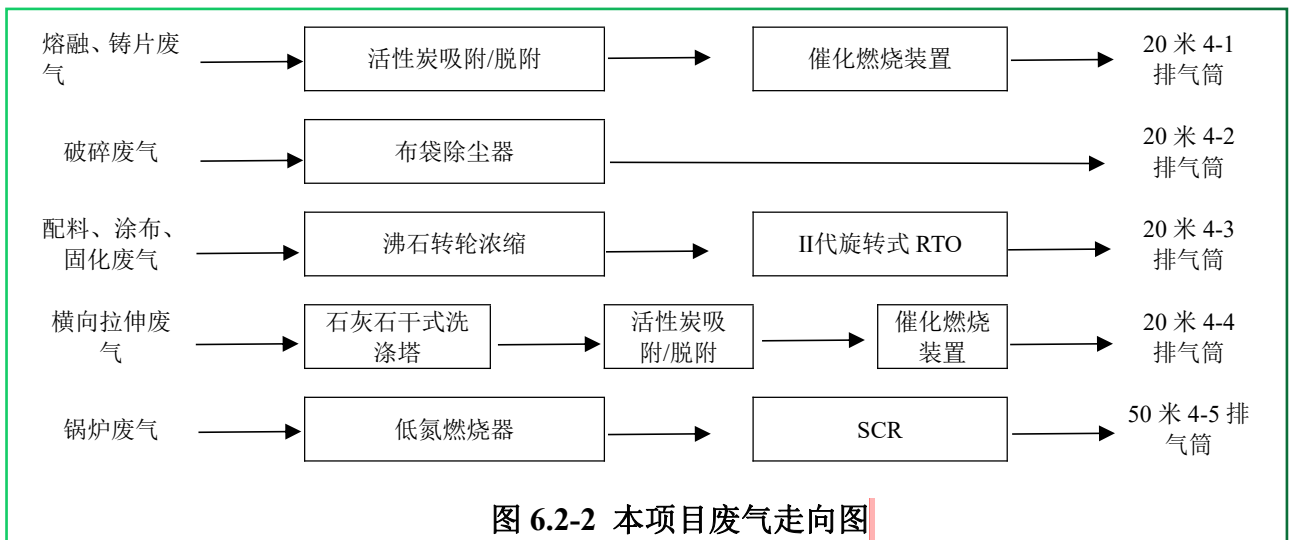 熔融、铸片废
气
活性炭吸附/脱附
催化燃烧装置
20 米 4-1
排气筒
破碎废气
布袋除尘器
20 米 4-2
排气筒
配料、涂布、
固化废气
沸石转轮浓缩
II代旋转式 RTO
20 米 4-3
排气筒
横向拉伸废
气
石灰石干式洗
涤塔
活性炭吸
附/脱附
催化燃烧
装置
20 米 4-4
排气筒
锅炉废气
低氮燃烧器
SCR
50 米 4-5 排
气筒
图 6.2-2 本项目废气走向图